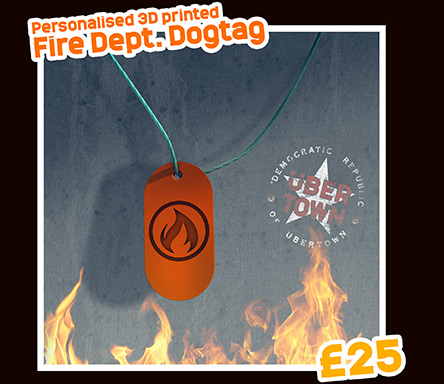 Personalised 3D printed
Fire Dept. Dogtag
DEMOCRATIC REPUBLIC
UBER
TOWN
OF UBERTOWN
£25